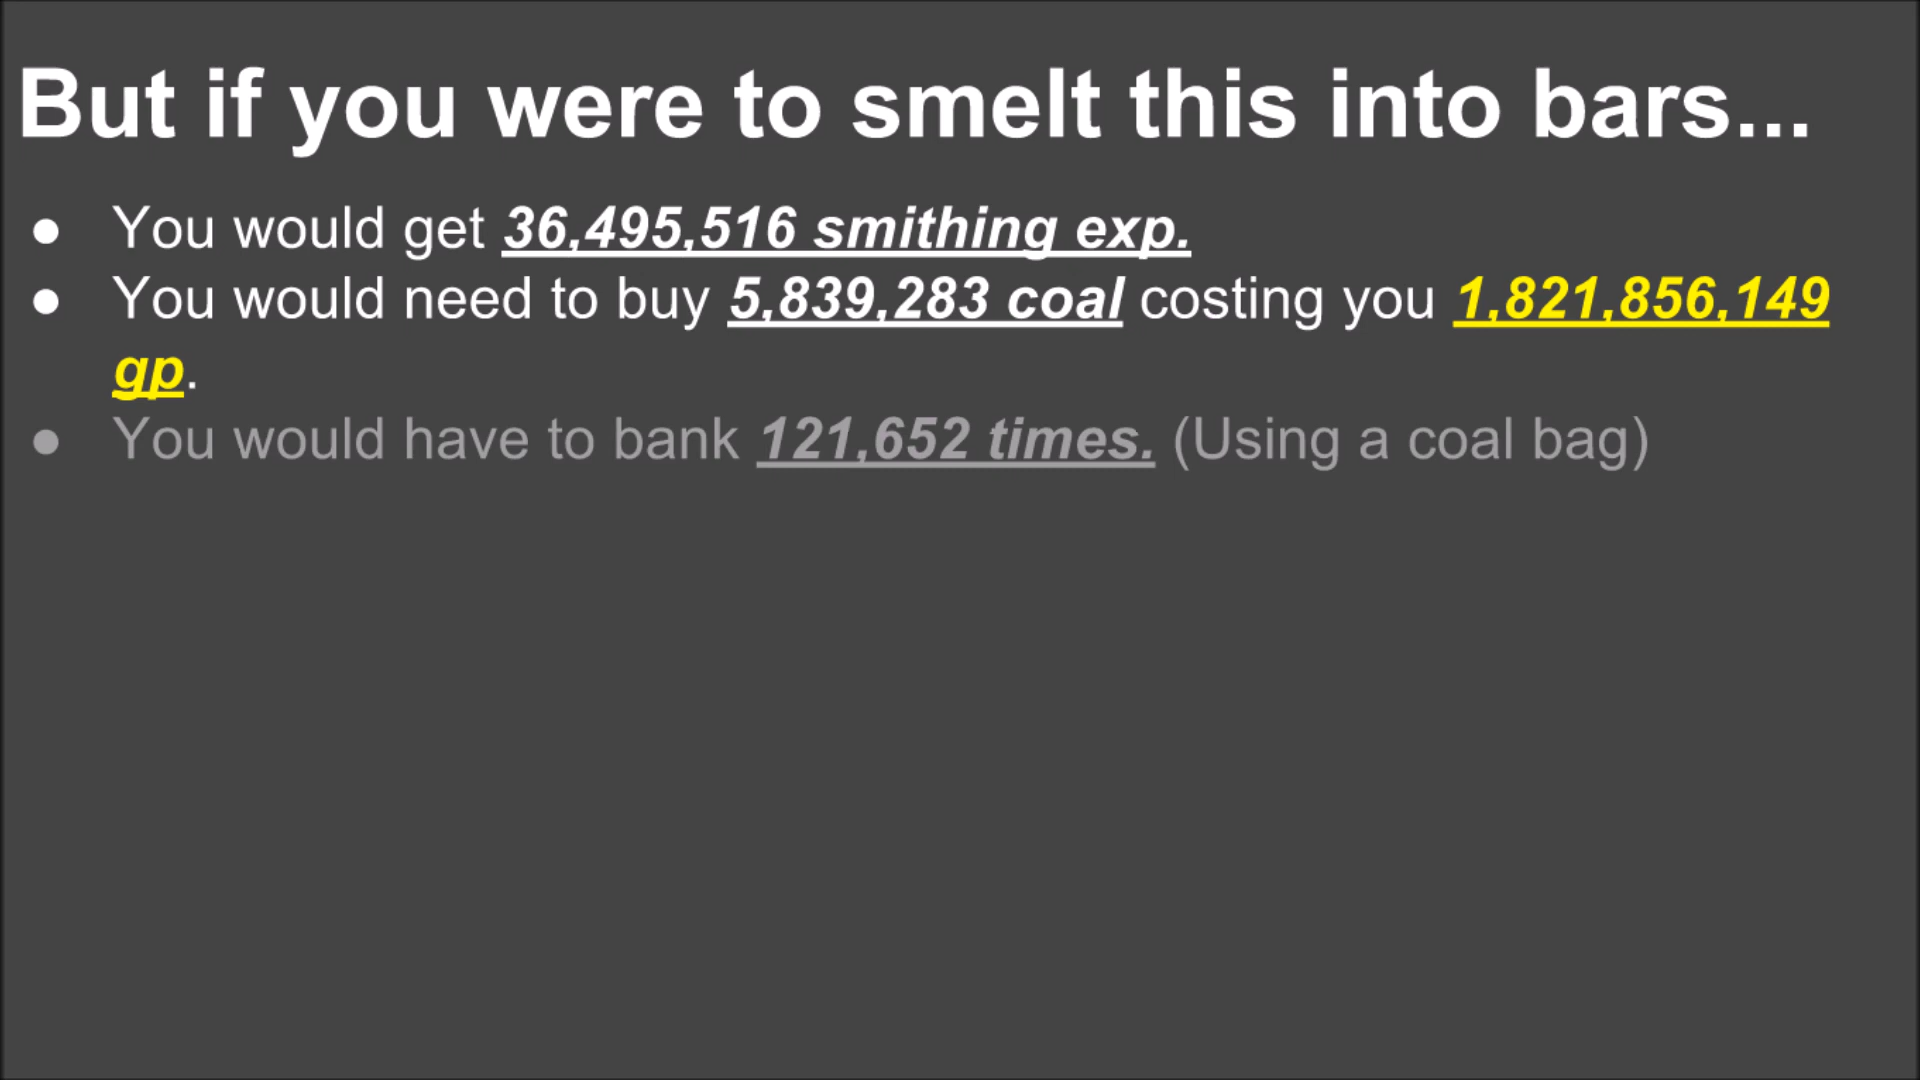 But if you were to smelt this into bars...
● You would get 36,495,516 smithing exp.
● You would need to buy 5,839,283 coal costing you 1,821,856,149
gp.
● You would have to bank 121,652 times. (Using a coal bag)